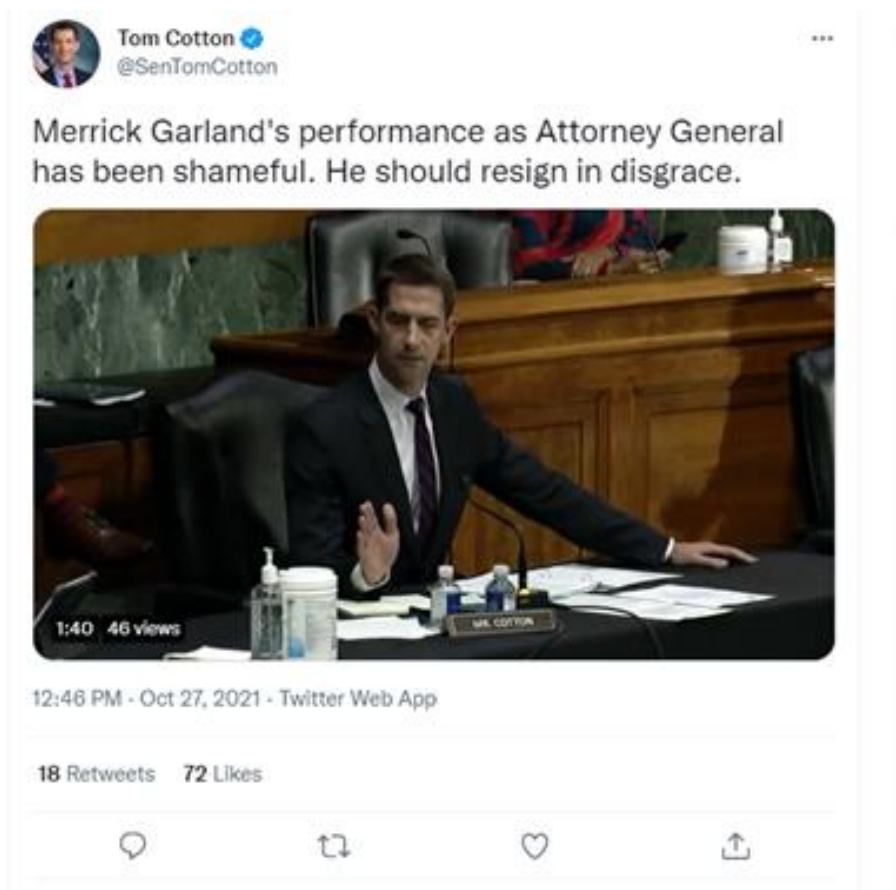 Tom Cotton
@SenTomCotton
Merrick Garland's performance as Attorney General
has been shameful. He should resign in disgrace.
MR. COTTON
1:40 46 views
12:46 PM · Oct 27, 2021 · Twitter Web App
18 Retweets 72 Likes